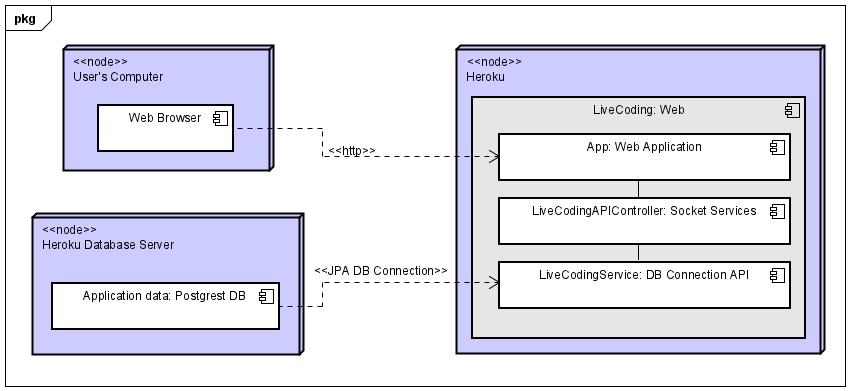 pkg
<<node>>
User's Computer
Web Browser
<<http>>
<<node>>
Heroku
LiveCoding: Web
App: Web Application
LiveCodingAPIController: Socket Services
LiveCodingService: DB Connection API
<<node>>
Heroku Database Server
Application data: Postgrest DB
<<JPA DB Connection>>